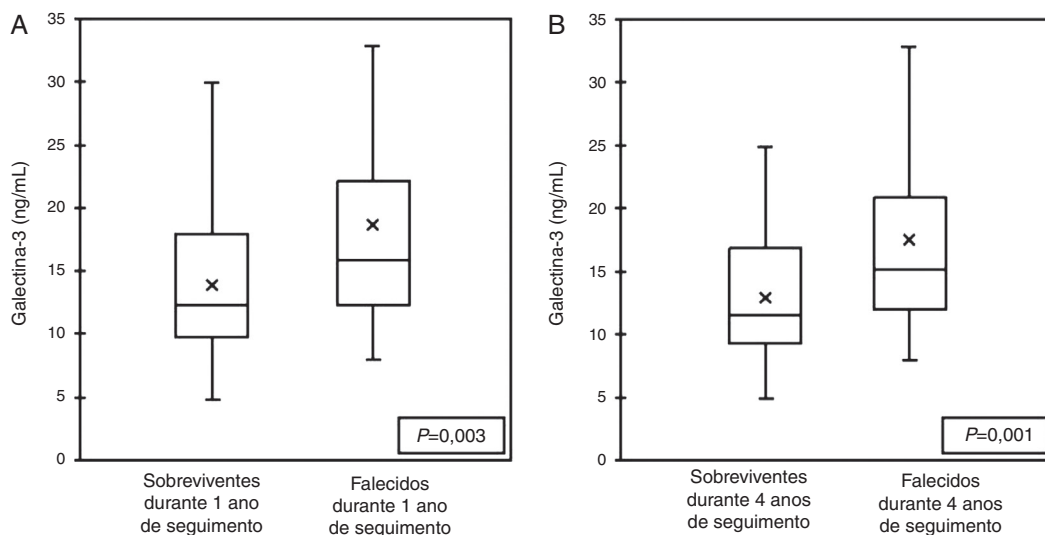 A
Galectina-3 (ng/mL)
35
30
25
20
15
10
5
0
P=0,003
Sobreviventes
durante 1 ano
de seguimento
Falecidos
durante 1 ano
de seguimento
B
Galectina-3 (ng/mL)
35
30
25
20
15
10
5
0
P=0,001
Sobreviventes
durante 4 anos
de seguimento
Falecidos
durante 4 anos
de seguimento